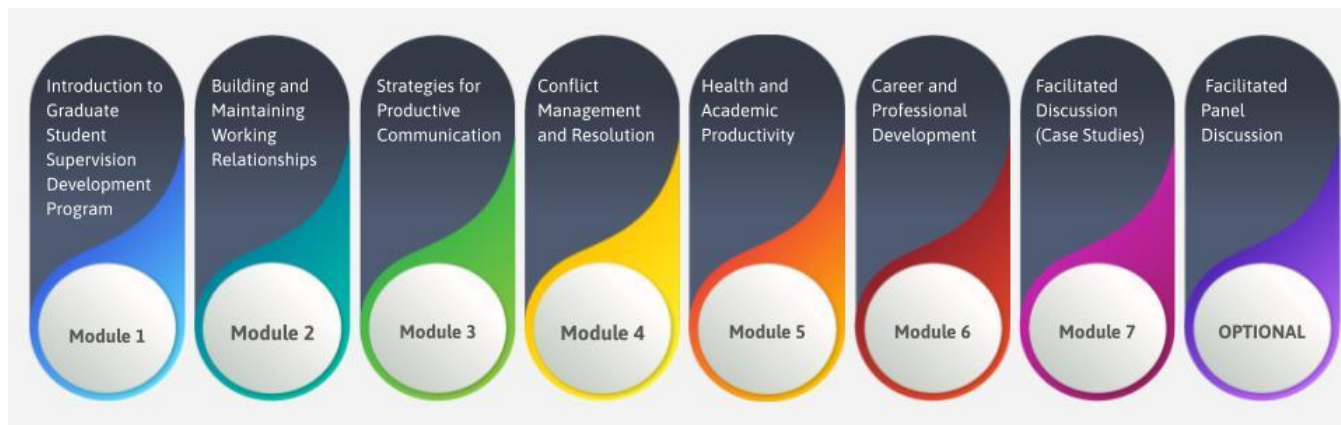 Introduction to
Graduate
Student
Supervision
Development
Program
Module 1
Building and
Maintaining
Working
Relationships
Module 2
Strategies for
Productive
Communication
Module 3
Conflict
Management
and Resolution
Module 4
Health and
Academic
Productivity
Module 5
Career and
Professional
Development
Module 6
Facilitated
Discussion
(Case Studies)
Module 7
Facilitated
Panel
Discussion
OPTIONAL